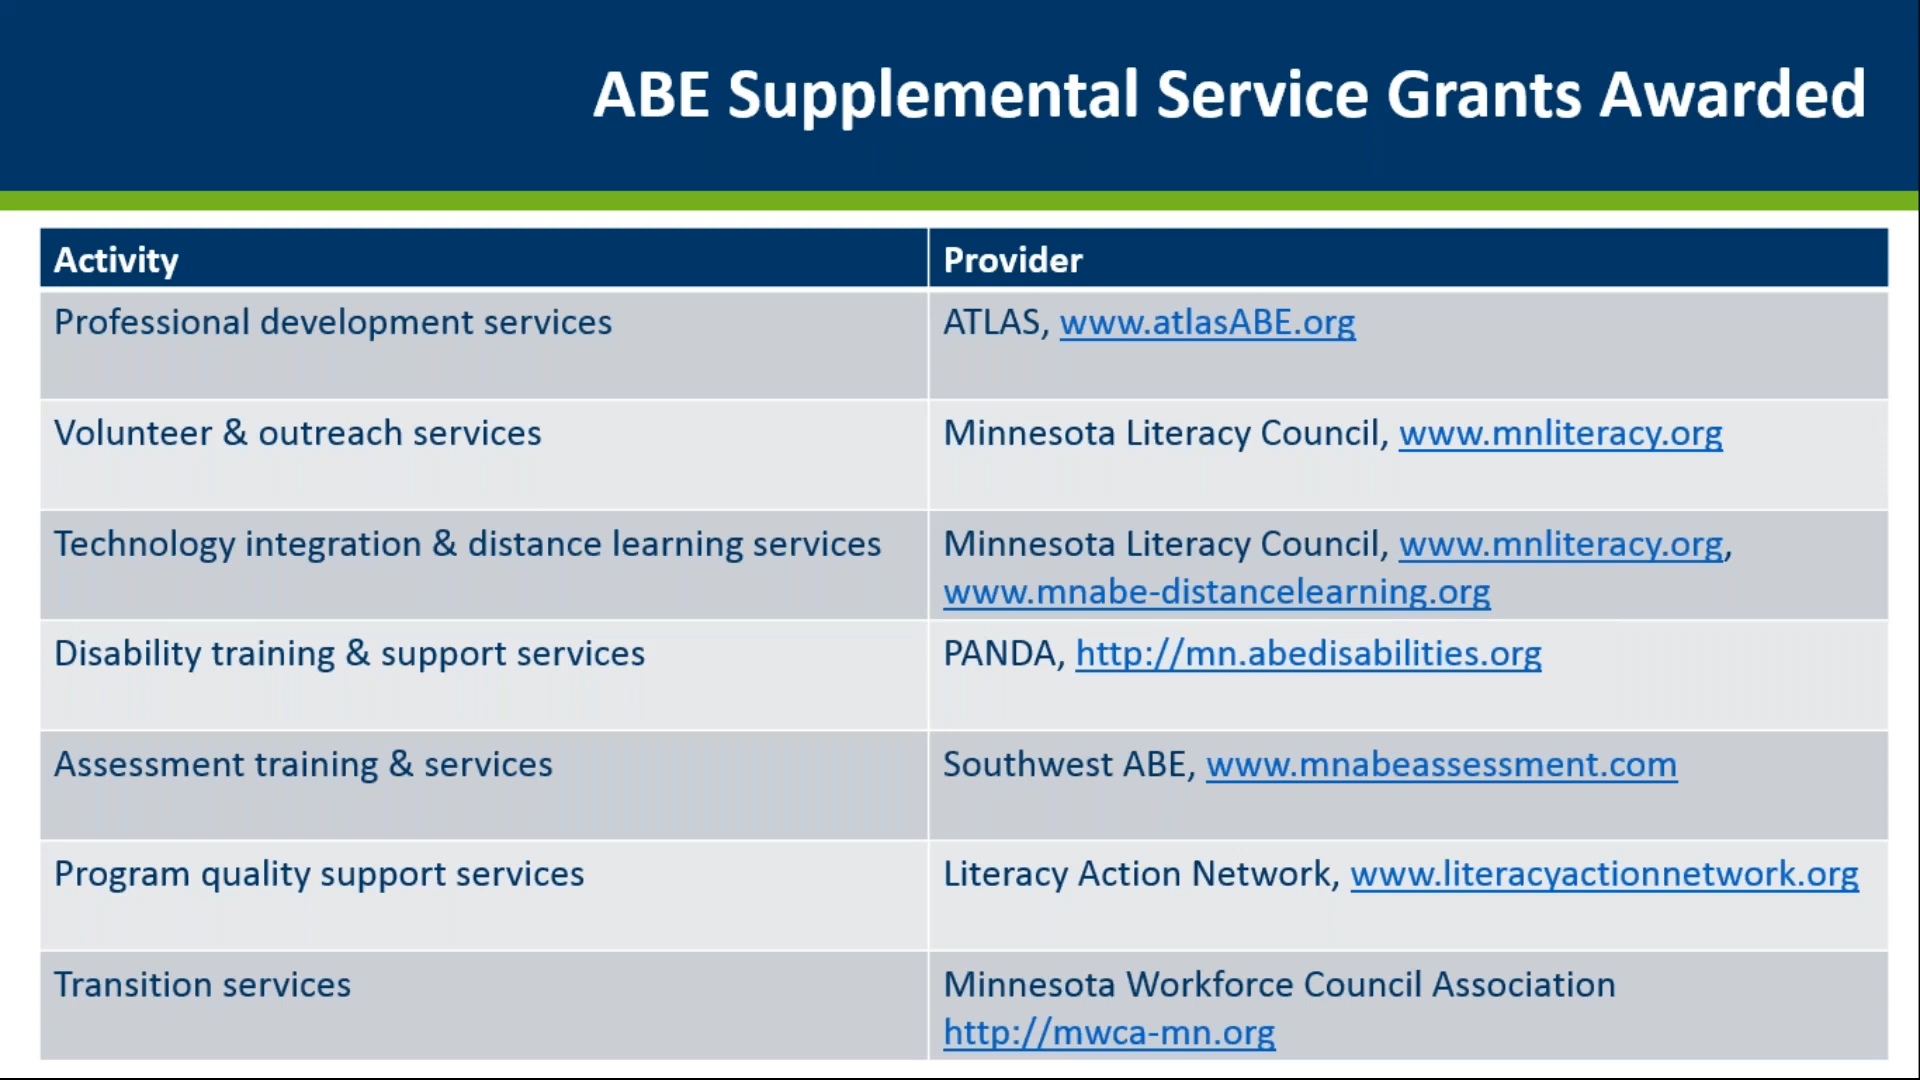 ABE Supplemental Service Grants Awarded
Activity
Provider
Professional development services
ATLAS, www.atlasABE.org
Volunteer & outreach services
Minnesota Literacy Council, www.mnliteracy.org
Technology integration & distance learning services
Minnesota Literacy Council, www.mnliteracy.org,
www.mnabe-distancelearning.org
Disability training & support services
PANDA, http://mn.abedisabilities.org
Assessment training & services
Southwest ABE, www.mnabeassessment.com
Program quality support services
Literacy Action Network, www.literacyactionnetwork.org
Transition services
Minnesota Workforce Council Association
http://mwca-mn.org